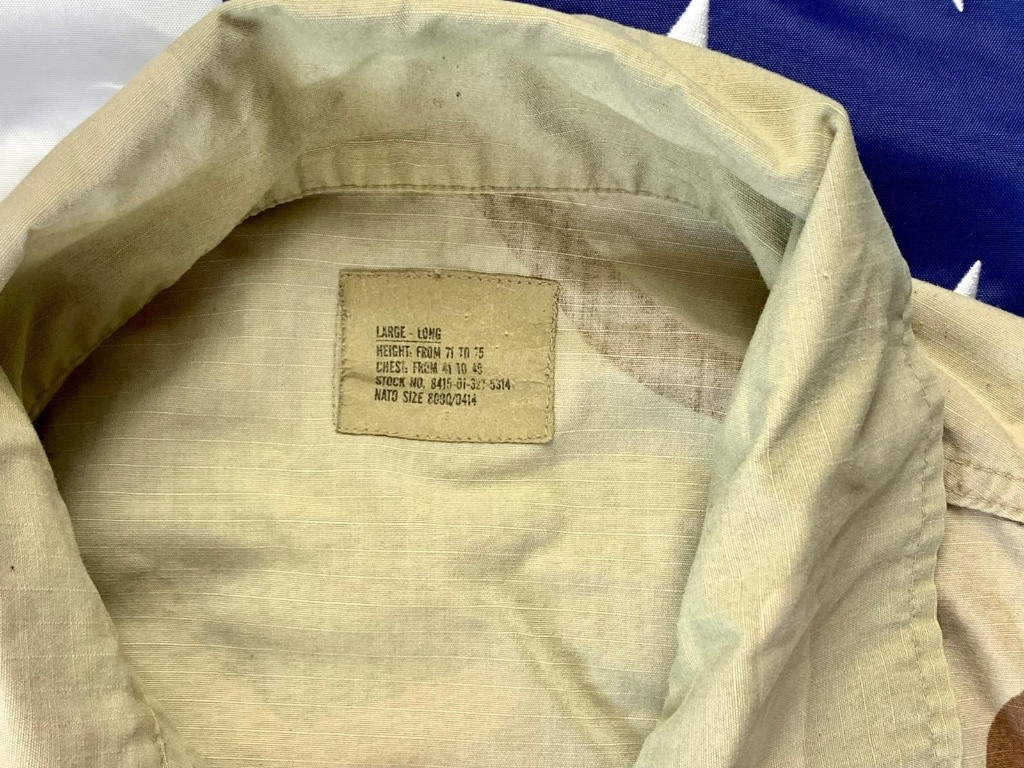 LARGE - LONG
HEIGHT: FROM 71 TO 75
CHEST: FROM 41 TO 45
STOCK NO. 8415-01-327-5314
NATO SIZE 8090/0414